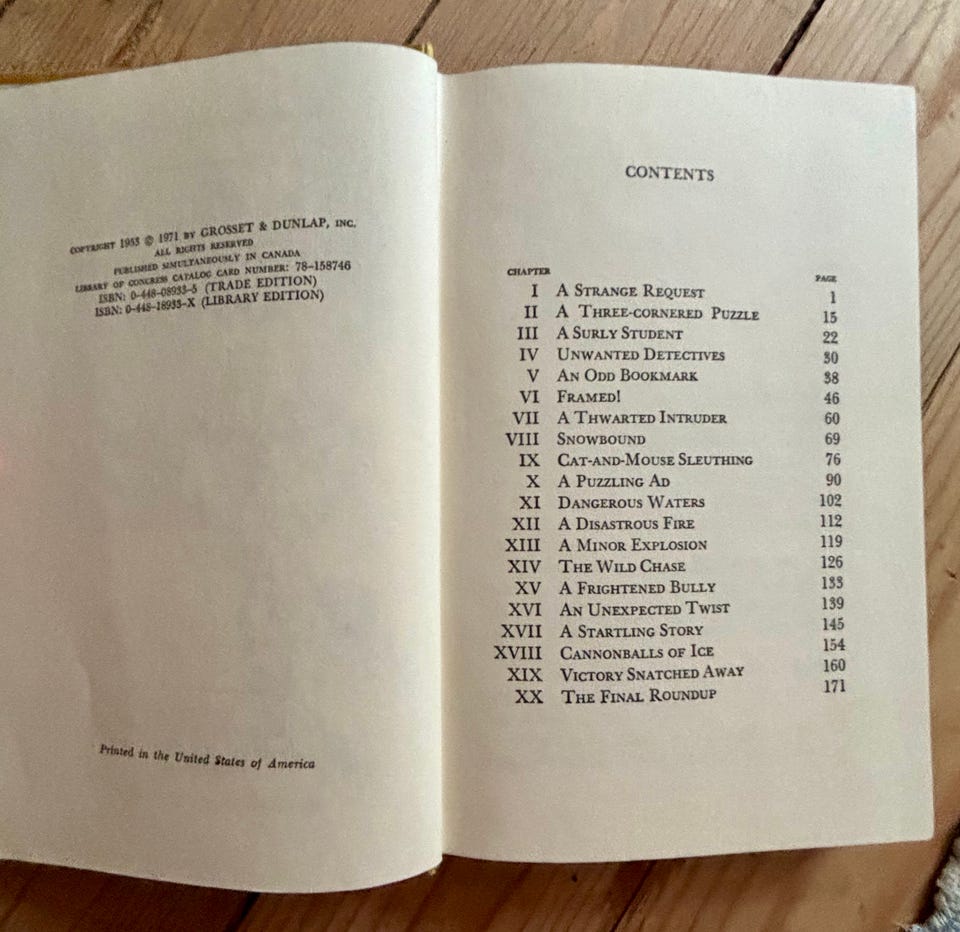 COPYRIGHT 1953 © 1971 BY GROSSET & DUNLAP, INC.
ALL RIGHTS RESERVED
PUBLISHED SIMULTANEOUSLY IN CANADA
LIBRARY OF CONGRESS CATALOG CARD NUMBER: 78-158746
ISBN: 0-448-08933-5 (TRADE EDITION)
ISBN: 0-448-18933-X (LIBRARY EDITION)
Printed in the United States of America
CONTENTS
CHAPTER PAGE
I A STRANGE REQUEST 1
II A THREE-CORNERED PUZZLE 15
III A SURLY STUDENT 22
IV UNWANTED DETECTIVES 30
V AN ODD BOOKMARK 38
VI FRAMED! 46
VII A THWARTED INTRUDER 60
VIII SNOWBOUND 69
IX CAT-AND-MOUSE SLEUTHING 76
X A PUZZLING AD 90
XI DANGEROUS WATERS 102
XII A DISASTROUS FIRE 112
XIII A MINOR EXPLOSION 119
XIV THE WILD CHASE 126
XV A FRIGHTENED BULLY 133
XVI AN UNEXPECTED TWIST 139
XVII A STARTLING STORY 145
XVIII CANNONBALLS OF ICE 154
XIX VICTORY SNATCHED AWAY 160
XX THE FINAL ROUNDUP 171